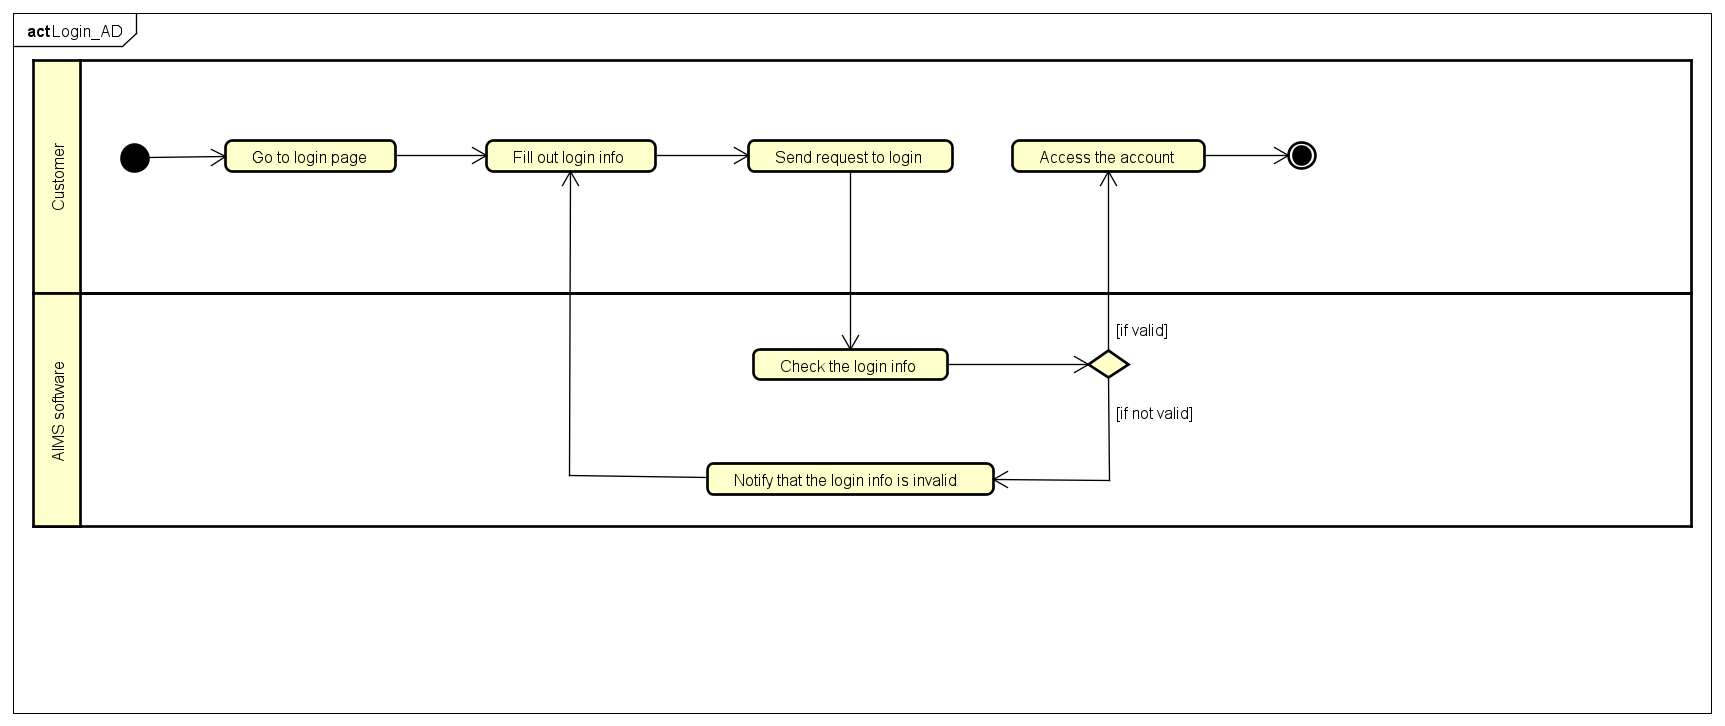 act Login_AD
Customer
Go to login page
Fill out login info
Send request to login
Access the account
AIMS software
[if valid]
Check the login info
[if not valid]
Notify that the login info is invalid